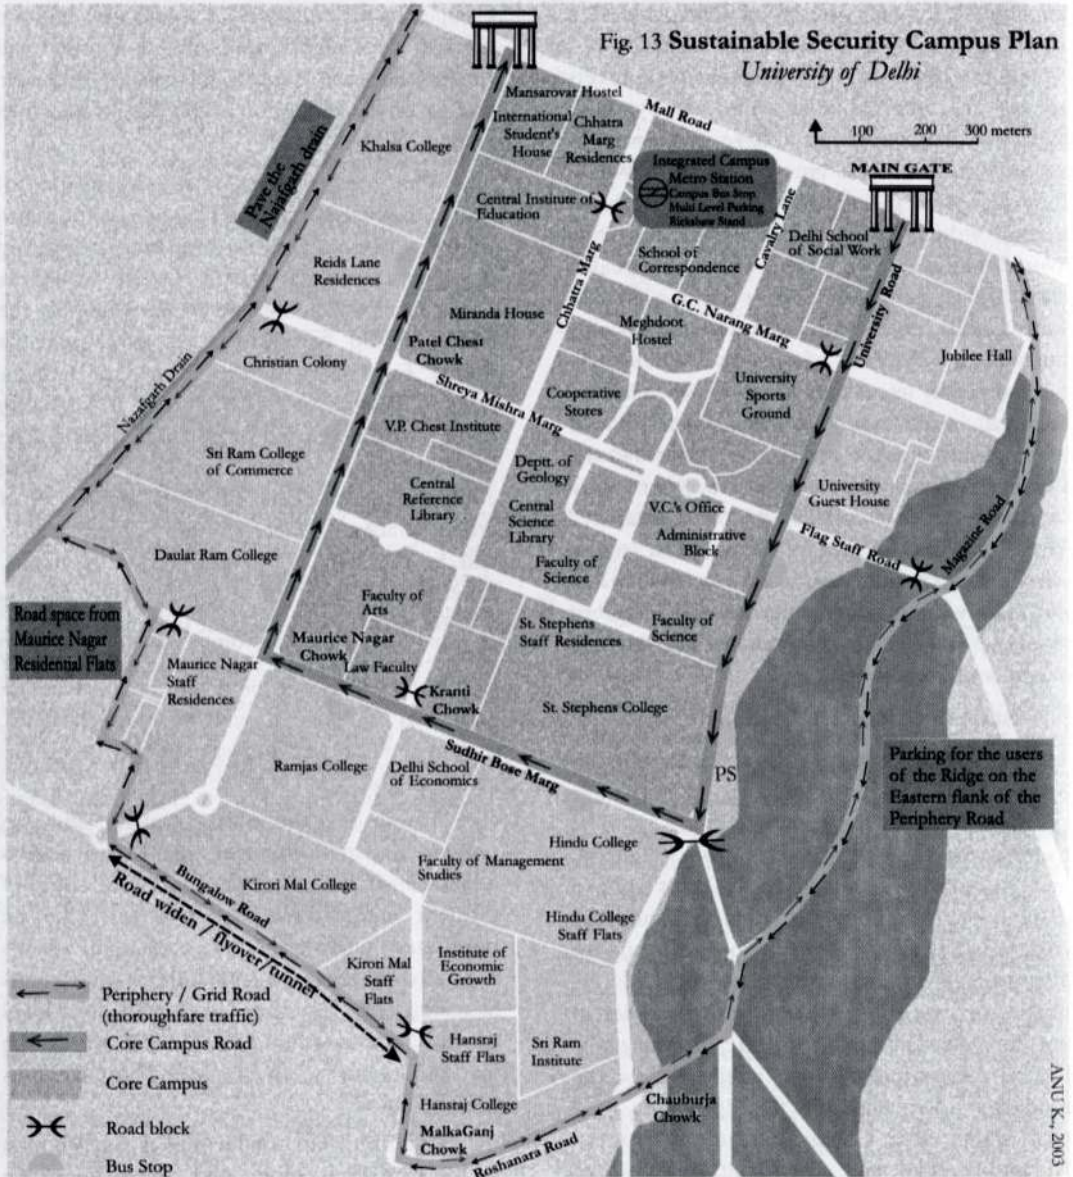 Fig. 13 Sustainable Security Campus Plan
University of Delhi
100 200 300 meters
MAIN GATE
Mansarovar Hostel
Mall Road
International
Student's
House
Chhatra
Marg
Residences
Integrated Campus
Metro Station
Campus Bus Stop
Multi Level Parking
Rickshaw Stand
Khalsa College
Pave the
Najafgarh drain
Central Institute of
Education
Cavalry Lane
Delhi School
of Social Work
School of
Correspondence
University Road
Chhatra Marg
Reids Lane
Residences
G.C. Narang Marg
Miranda House
Meghdoot
Hostel
Jubilee Hall
Patel Chest
Chowk
Christian Colony
Nazafgarh Drain
University
Sports
Ground
Shreya Mishra Marg
Cooperative
Stores
V.P. Chest Institute
Sri Ram College
of Commerce
Deptt. of
Geology
Central
Reference
Library
University
Guest House
V.C.'s Office
Central
Science
Library
Magazine Road
Administrative
Block
Flag Staff Road
Daulat Ram College
Faculty of
Science
Faculty of
Arts
Road space from
Maurice Nagar
Residential Flats
St. Stephens
Staff Residences
Faculty of
Science
Maurice Nagar
Chowk
Law Faculty
Maurice Nagar
Staff
Residences
Kranti
Chowk
St. Stephens College
Sudhir Bose Marg
Ramjas College
Delhi School
of Economics
PS
Parking for the users
of the Ridge on the
Eastern flank of the
Periphery Road
Hindu College
Faculty of Management
Studies
Bungalow Road
Kirori Mal College
Road widen / flyover/tunner
Hindu College
Staff Flats
Institute of
Economic
Growth
Kirori Mal
Staff
Flats
Periphery / Grid Road
(thoroughfare traffic)
Core Campus Road
Core Campus
Road block
Bus Stop
Hansraj
Staff Flats
Sri Ram
Institute
Hansraj College
Chauburja
Chowk
MalkaGanj
Chowk
Roshanara Road
ANU K., 2003